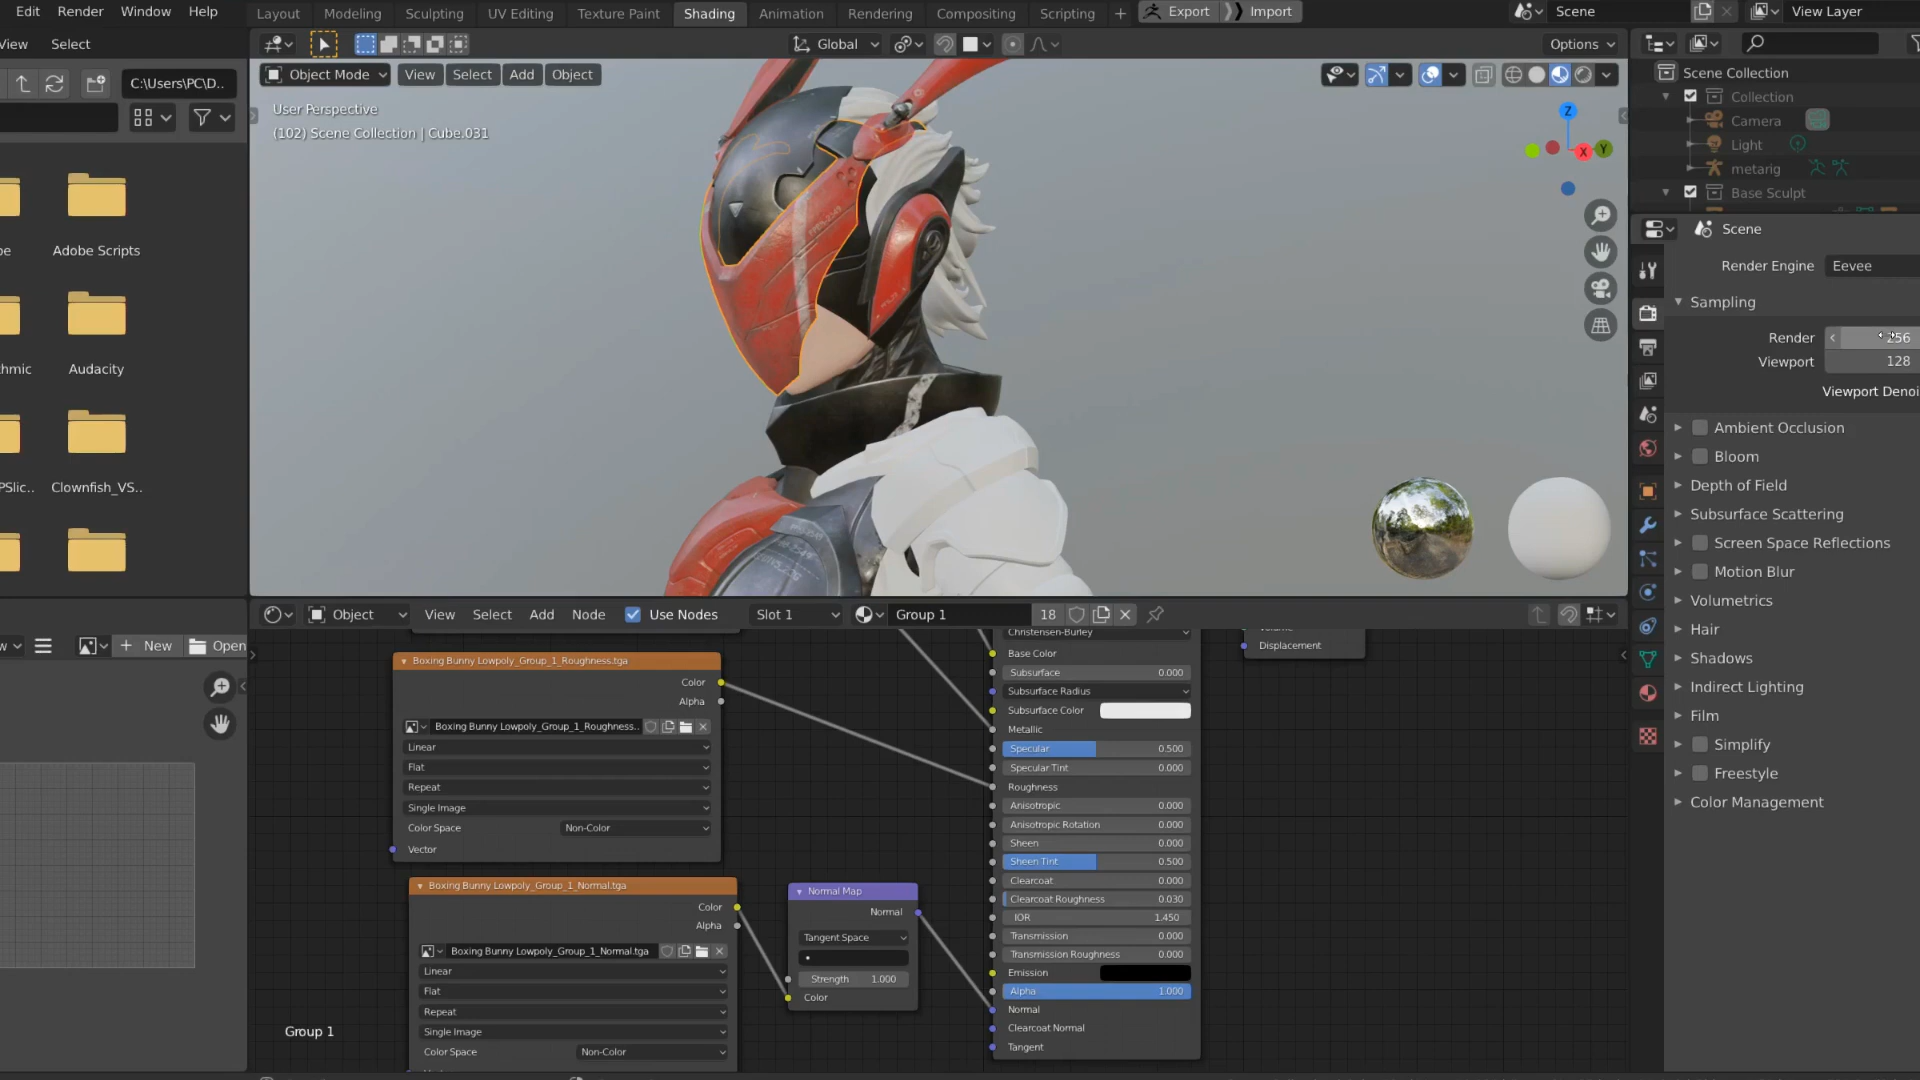 Edit Render Window Help Layout Modeling Sculpting UV Editing Texture Paint Shading Animation Rendering Compositing Scripting + Export Import Scene View Layer
View Select Global Options
C:\Users\PC\D.. Object Mode View Select Add Object Scene Collection
User Perspective
(102) Scene Collection | Cube.031
Z
X
Y
Collection
Camera
Light
metarig
Base Sculpt
Scene
Render Engine Eevee
Sampling
Render 256
Viewport 128
Viewport Denoi
Ambient Occlusion
Bloom
Depth of Field
Subsurface Scattering
Screen Space Reflections
Motion Blur
Volumetrics
Hair
Shadows
Indirect Lighting
Film
Simplify
Freestyle
Color Management
be Adobe Scripts
thmic Audacity
PSlic.. Clownfish_VS..
w New Open
Object View Select Add Node Use Nodes Slot 1 Group 1 18
Boxing Bunny Lowpoly_Group_1_Roughness.tga
Color
Alpha
Boxing Bunny Lowpoly_Group_1_Roughness..
Linear
Flat
Repeat
Single Image
Color Space Non-Color
Vector
Boxing Bunny Lowpoly_Group_1_Normal.tga
Color
Alpha
Boxing Bunny Lowpoly_Group_1_Normal.tga
Linear
Flat
Repeat
Single Image
Color Space Non-Color
Normal Map
Normal
Tangent Space
Strength 1.000
Color
Christensen-Burley
Base Color
Subsurface 0.000
Subsurface Radius
Subsurface Color
Metallic
Specular 0.500
Specular Tint 0.000
Roughness
Anisotropic 0.000
Anisotropic Rotation 0.000
Sheen 0.000
Sheen Tint 0.500
Clearcoat 0.000
Clearcoat Roughness 0.030
IOR 1.450
Transmission 0.000
Transmission Roughness 0.000
Emission
Alpha 1.000
Normal
Clearcoat Normal
Tangent
Displacement
Group 1